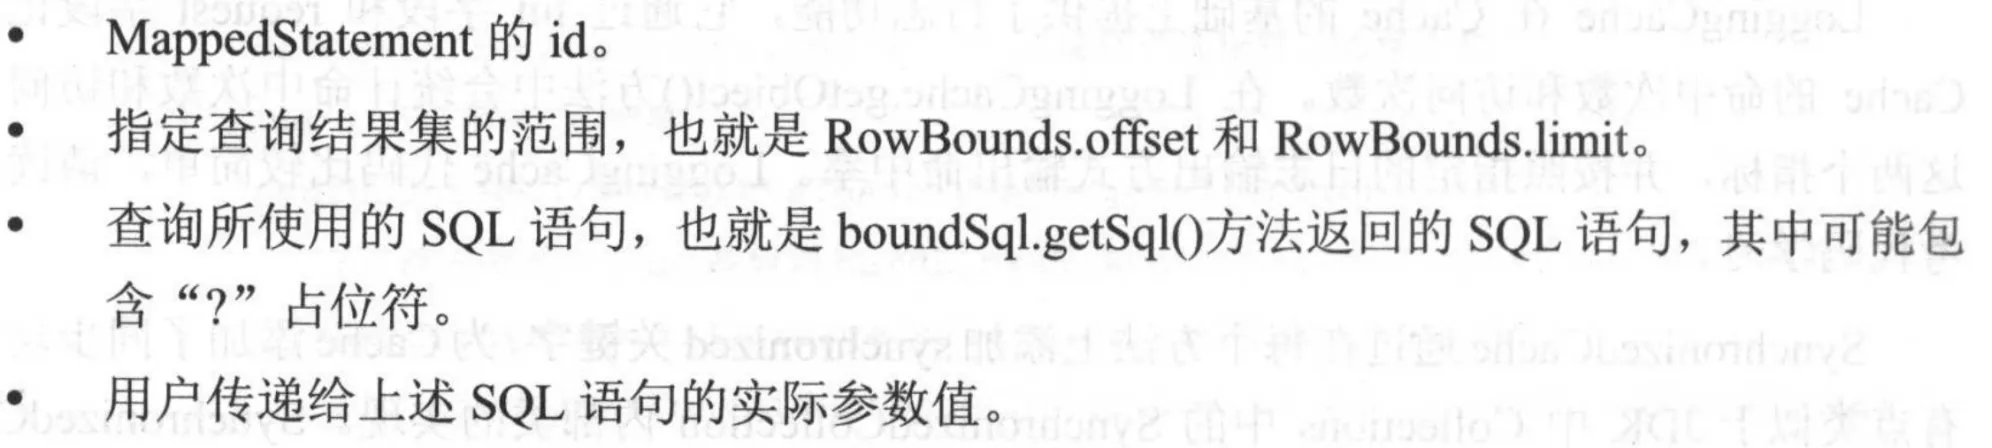 • MappedStatement 的 id。
• 指定查询结果集的范围，也就是 RowBounds.offset 和 RowBounds.limit。
• 查询所使用的 SQL 语句，也就是 boundSql.getSql()方法返回的 SQL 语句，其中可能包
含“?”占位符。
• 用户传递给上述 SQL 语句的实际参数值。